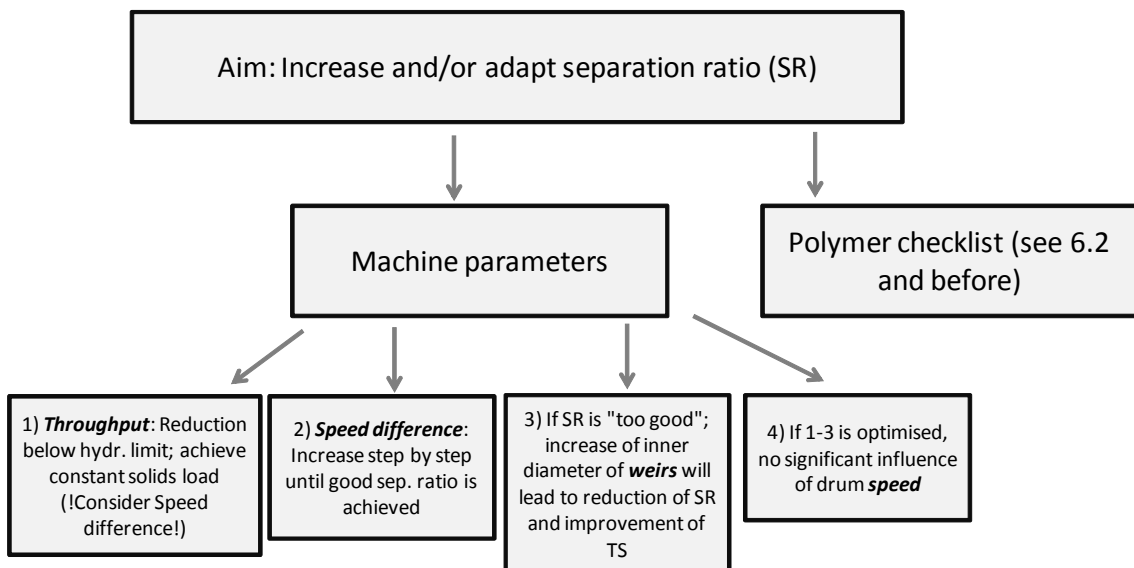 Aim: Increase and/or adapt separation ratio (SR)
Machine parameters
Polymer checklist (see 6.2
and before)
1) Throughput: Reduction
below hydr. limit; achieve
constant solids load
(!Consider Speed
difference!)
2) Speed difference:
Increase step by step
until good sep. ratio is
achieved
3) If SR is "too good";
increase of inner
diameter of weirs will
lead to reduction of SR
and improvement of
TS
4) If 1-3 is optimised,
no significant influence
of drum speed